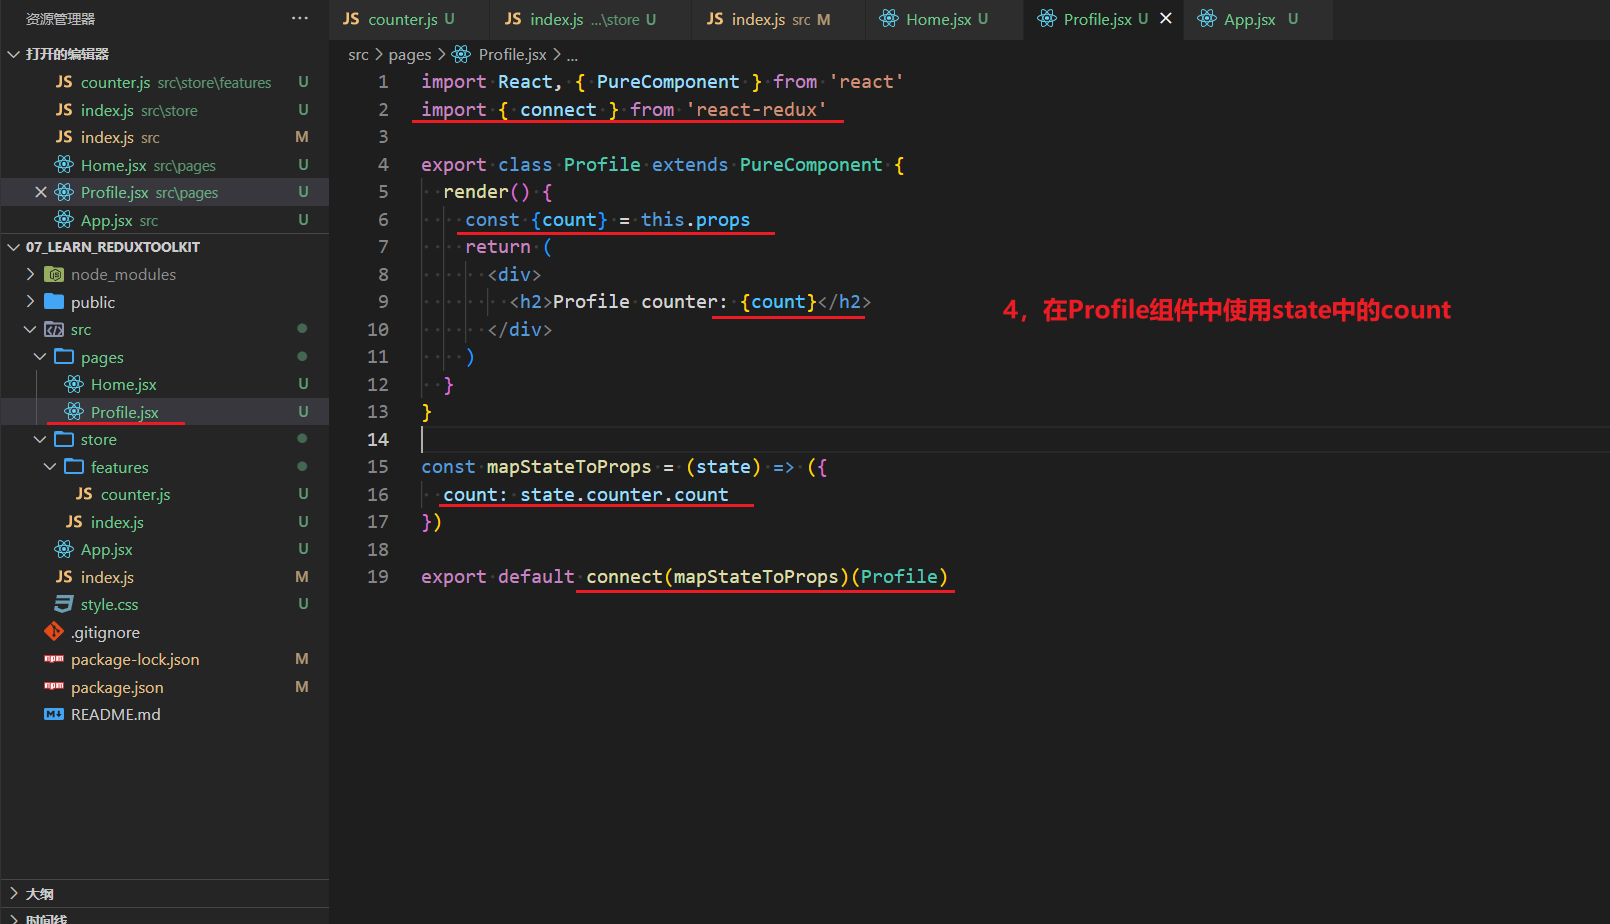 资源管理器
···
counter.js U
index.js ...\store U
index.js src M
Home.jsx U
Profile.jsx U
App.jsx U
打开的编辑器
JS counter.js src\store\features U
JS index.js src\store U
JS index.js src M
Home.jsx src\pages U
Profile.jsx src\pages U
App.jsx src U
07_LEARN_REDUXTOOLKIT
node_modules
public
src
pages
Home.jsx U
Profile.jsx U
store
features
JS counter.js U
JS index.js U
App.jsx U
JS index.js M
style.css U
.gitignore
package-lock.json M
package.json M
README.md
大纲
时间线
src > pages > Profile.jsx > ...
1 import React, { PureComponent } from 'react'
2 import { connect } from 'react-redux'
3
4 export class Profile extends PureComponent {
5 render() {
6 const {count} = this.props
7 return (
8 <div>
9 <h2>Profile counter: {count}</h2>
10 </div>
11 )
12 }
13 }
14
15 const mapStateToProps = (state) => ({
16 count: state.counter.count
17 })
18
19 export default connect(mapStateToProps)(Profile)
4，在Profile组件中使用state中的count